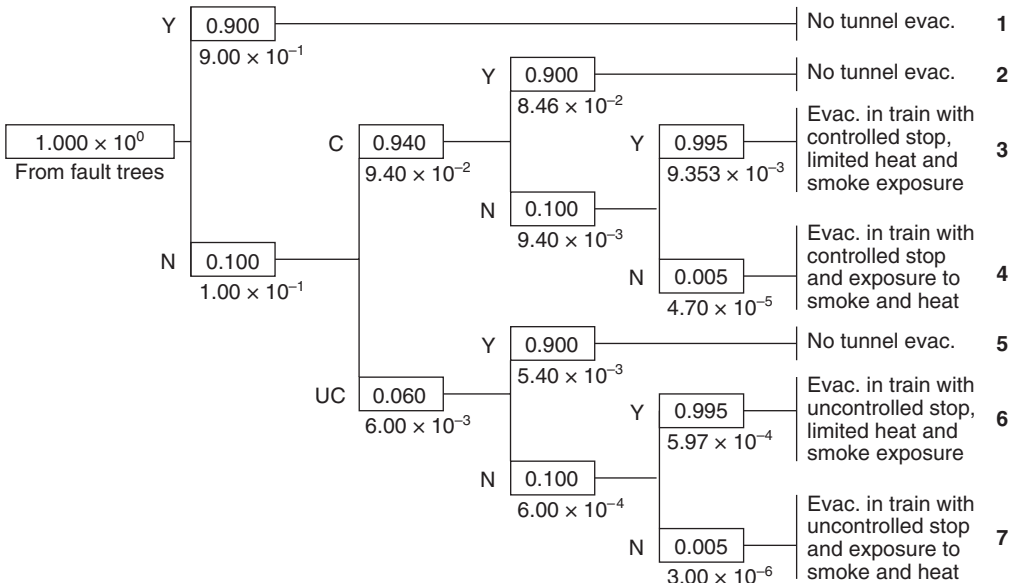 Y 0.900 No tunnel evac. 1
9.00 × 10⁻¹
Y 0.900 No tunnel evac. 2
8.46 × 10⁻²
1.000 × 10⁰
From fault trees
C 0.940
9.40 × 10⁻²
Y 0.995
9.353 × 10⁻³
Evac. in train with
controlled stop,
limited heat and
smoke exposure
3
N 0.100
9.40 × 10⁻³
N 0.100
1.00 × 10⁻¹
N 0.005
4.70 × 10⁻⁵
Evac. in train with
controlled stop
and exposure to
smoke and heat
4
Y 0.900 No tunnel evac. 5
5.40 × 10⁻³
UC 0.060
6.00 × 10⁻³
Y 0.995
5.97 × 10⁻⁴
Evac. in train with
uncontrolled stop,
limited heat and
smoke exposure
6
N 0.100
6.00 × 10⁻⁴
N 0.005
3.00 × 10⁻⁶
Evac. in train with
uncontrolled stop
and exposure to
smoke and heat
7